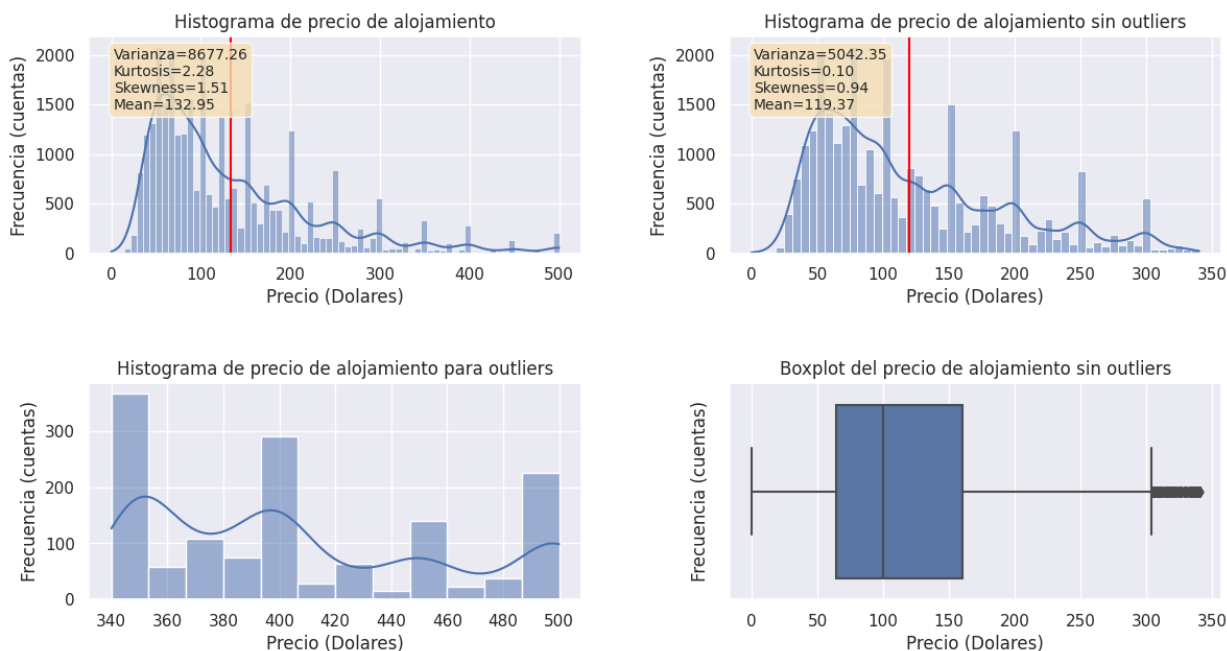 Histograma de precio de alojamiento
Varianza=8677.26
Kurtosis=2.28
Skewness=1.51
Mean=132.95
Frecuencia (cuentas)
2000
1500
1000
500
0
0 100 200 300 400 500
Precio (Dolares)
Histograma de precio de alojamiento sin outliers
Varianza=5042.35
Kurtosis=0.10
Skewness=0.94
Mean=119.37
Frecuencia (cuentas)
2000
1500
1000
500
0
0 50 100 150 200 250 300 350
Precio (Dolares)
Histograma de precio de alojamiento para outliers
Frecuencia (cuentas)
300
200
100
0
340 360 380 400 420 440 460 480 500
Precio (Dolares)
Boxplot del precio de alojamiento sin outliers
Frecuencia (cuentas)
0 50 100 150 200 250 300 350
Precio (Dolares)